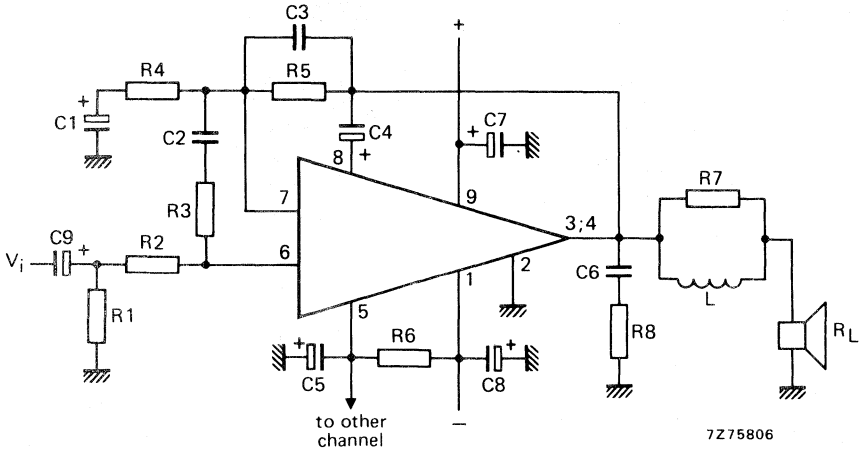 C3
+
R4
R5
+
C1
C2
C4
+
C7
8
+
7
9
R7
R3
3;4
C9
+
R2
6
Vi
C6
2
1
L
R1
5
R8
RL
+
R6
+
C5
C8
to other
channel
−
7Z75806